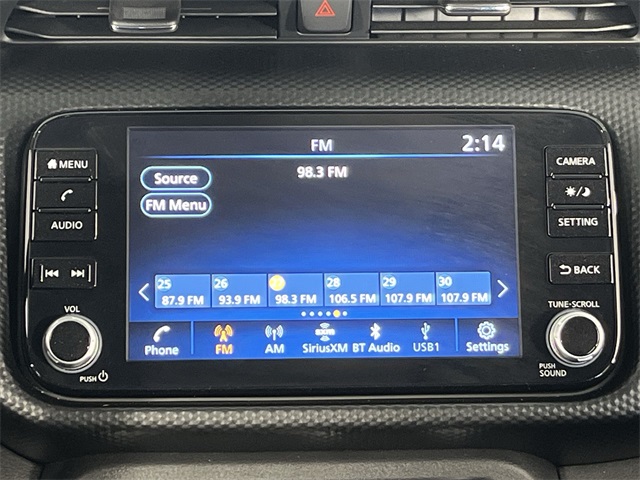 FM 2:14
98.3 FM
Source
FM Menu
25 26 27 28 29 30
87.9 FM 93.9 FM 98.3 FM 106.5 FM 107.9 FM 107.9 FM
Phone FM AM SiriusXM BT Audio USB1 Settings
MENU
AUDIO
VOL
PUSH
CAMERA
SETTING
BACK
TUNE·SCROLL
PUSH
SOUND